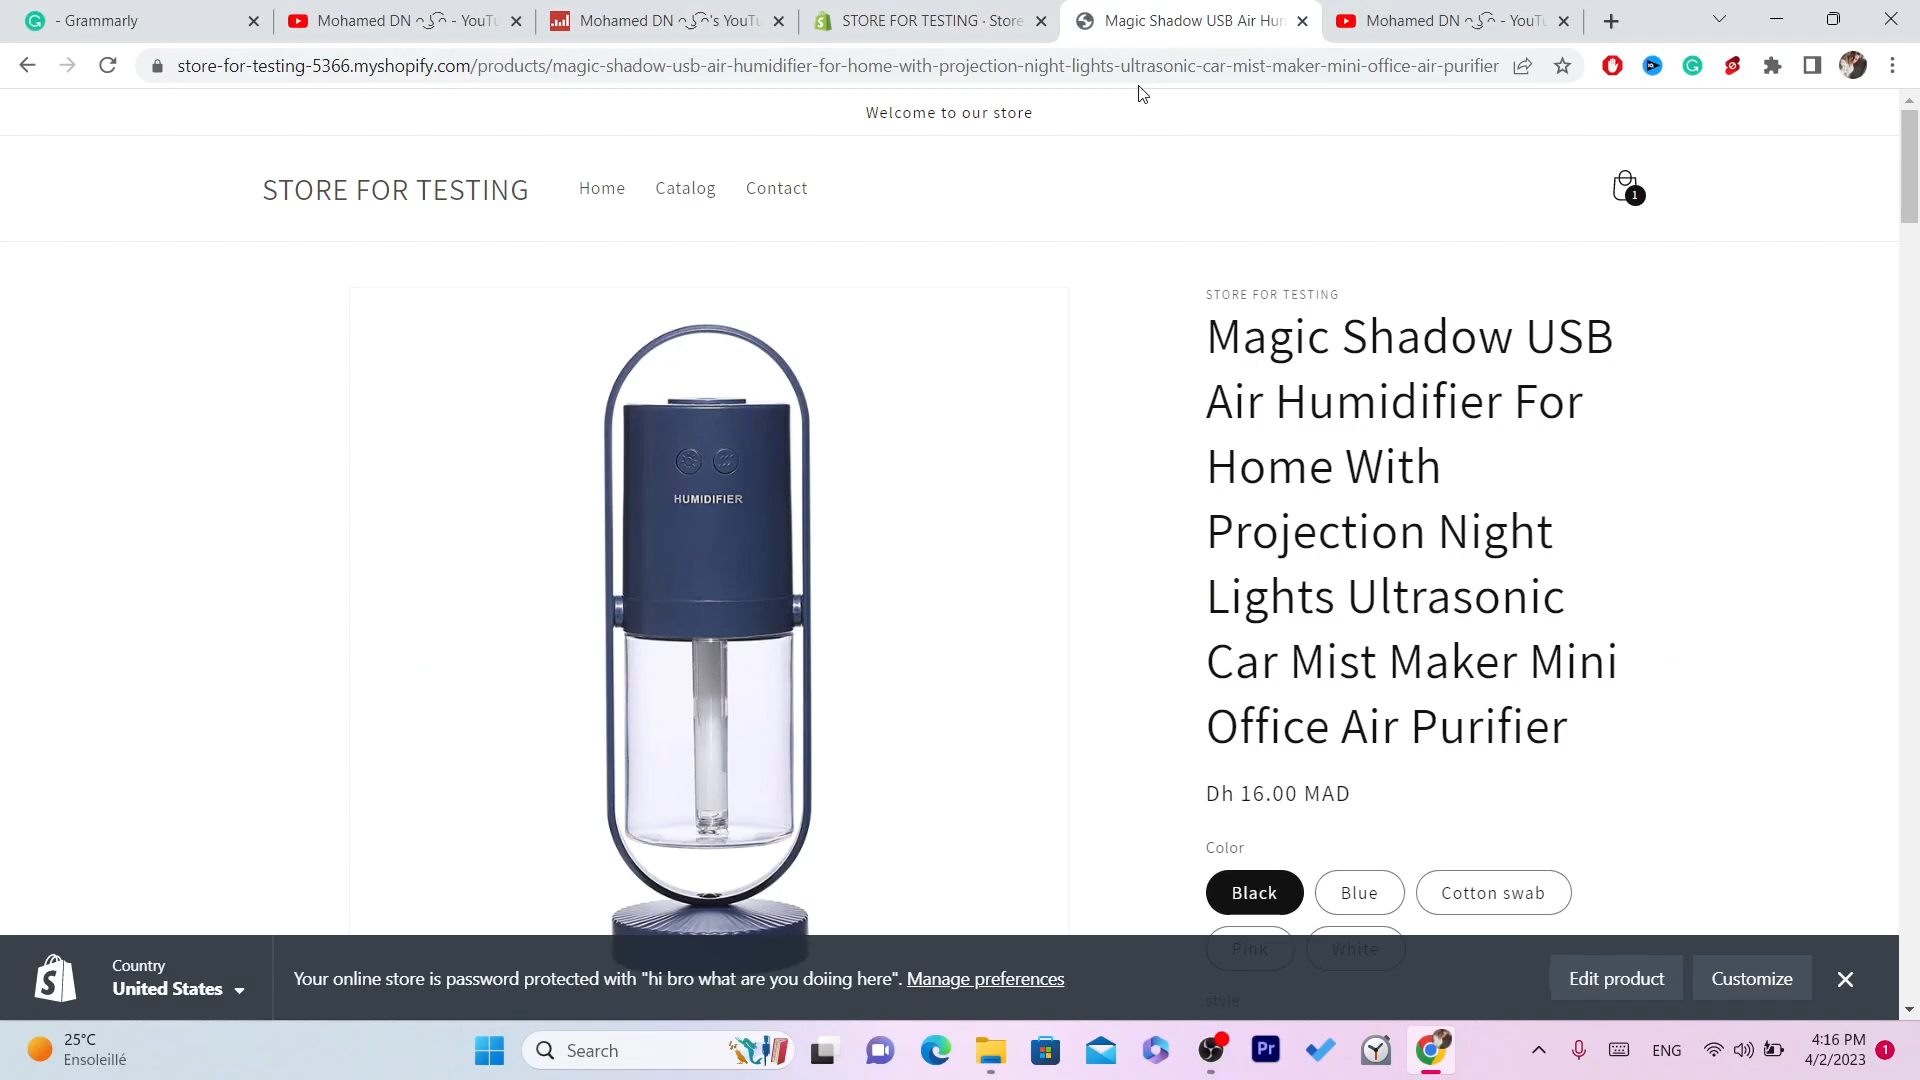 - Grammarly
Mohamed DN - YouTu
Mohamed DN 's YouTu
STORE FOR TESTING · Store
Magic Shadow USB Air Hum
Mohamed DN - YouTu
store-for-testing-5366.myshopify.com/products/magic-shadow-usb-air-humidifier-for-home-with-projection-night-lights-ultrasonic-car-mist-maker-mini-office-air-purifier
Welcome to our store
STORE FOR TESTING
Home
Catalog
Contact
1
HUMIDIFIER
STORE FOR TESTING
Magic Shadow USB
Air Humidifier For
Home With
Projection Night
Lights Ultrasonic
Car Mist Maker Mini
Office Air Purifier
Dh 16.00 MAD
Color
Black
Blue
Cotton swab
Pink
White
style
Country
United States
Your online store is password protected with "hi bro what are you doiing here". Manage preferences
Edit product
Customize
25°C
Ensoleillé
Search
Pr
ENG
4:16 PM
4/2/2023
1